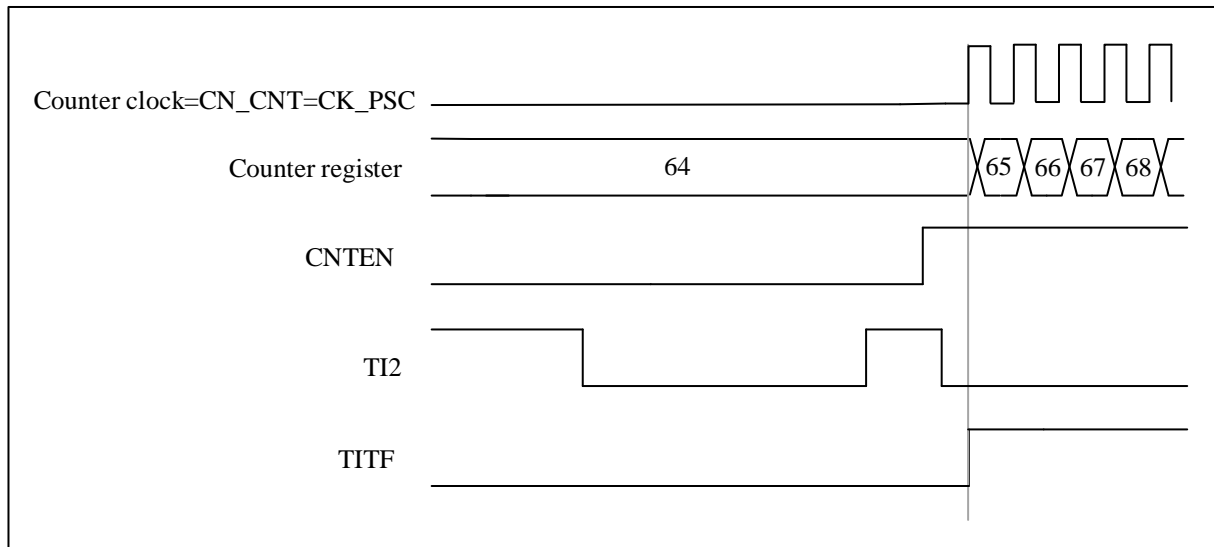 Counter clock=CN_CNT=CK_PSC
Counter register 64 65 66 67 68
CNTEN
TI2
TITF